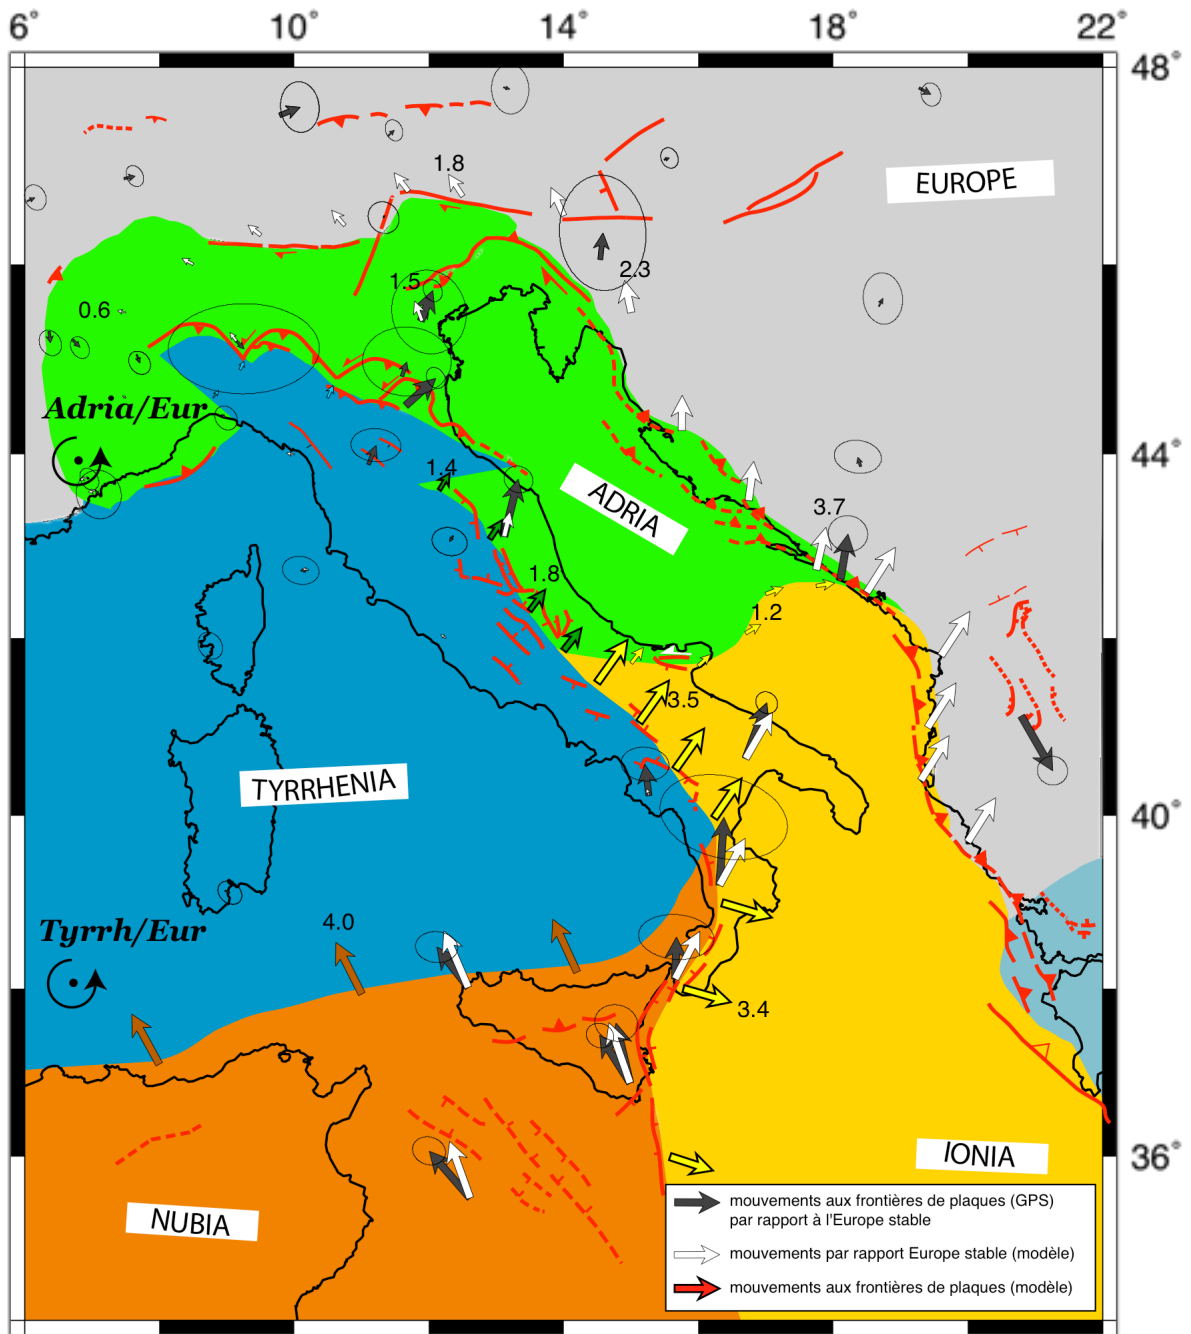 6° 10° 14° 18° 22°
48°
1.8
EUROPE
2.3
1.5
0.6
Adria/Eur
44°
1.4
ADRIA
3.7
1.8
1.2
3.5
TYRRHENIA
40°
Tyrrh/Eur
4.0
3.4
36°
IONIA
NUBIA
mouvements aux frontières de plaques (GPS)
par rapport à l'Europe stable
mouvements par rapport Europe stable (modèle)
mouvements aux frontières de plaques (modèle)